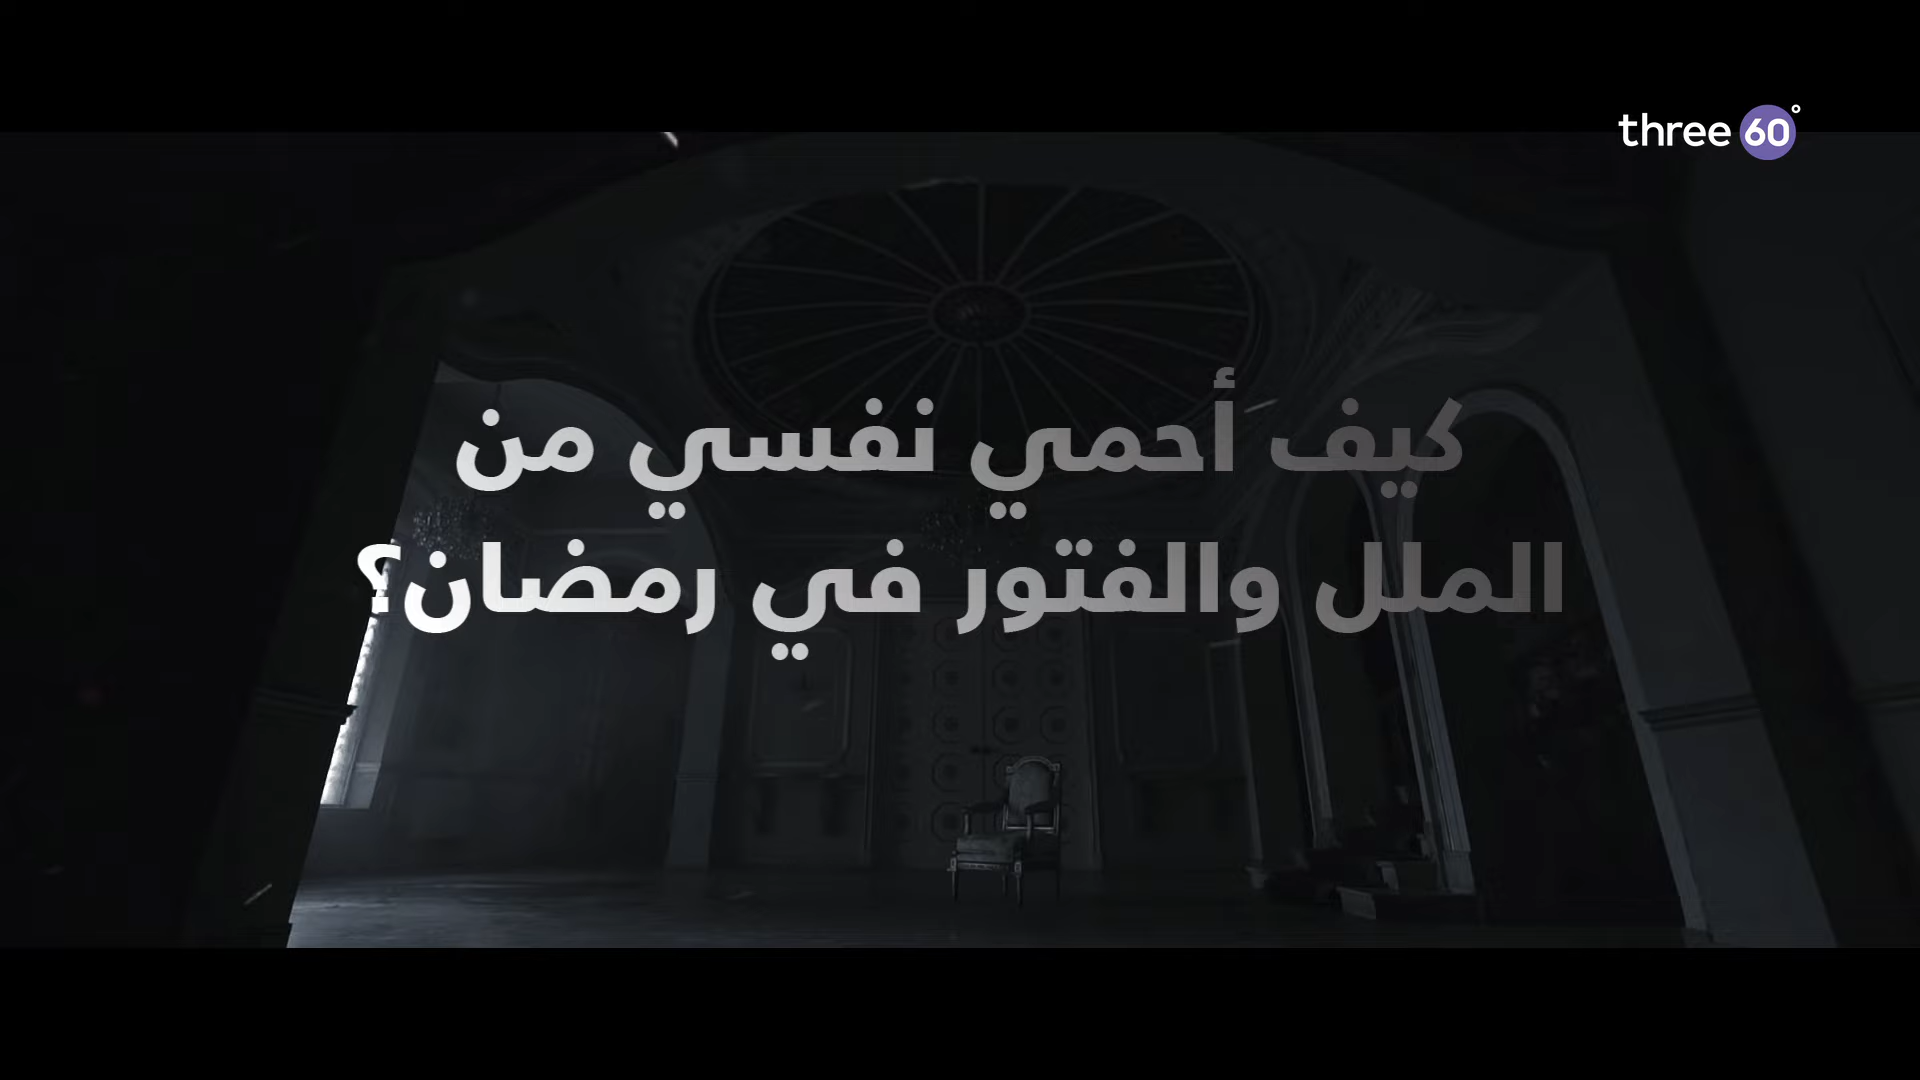 three 60°
كيف أحمي نفسي من
الملل والفتور في رمضان؟